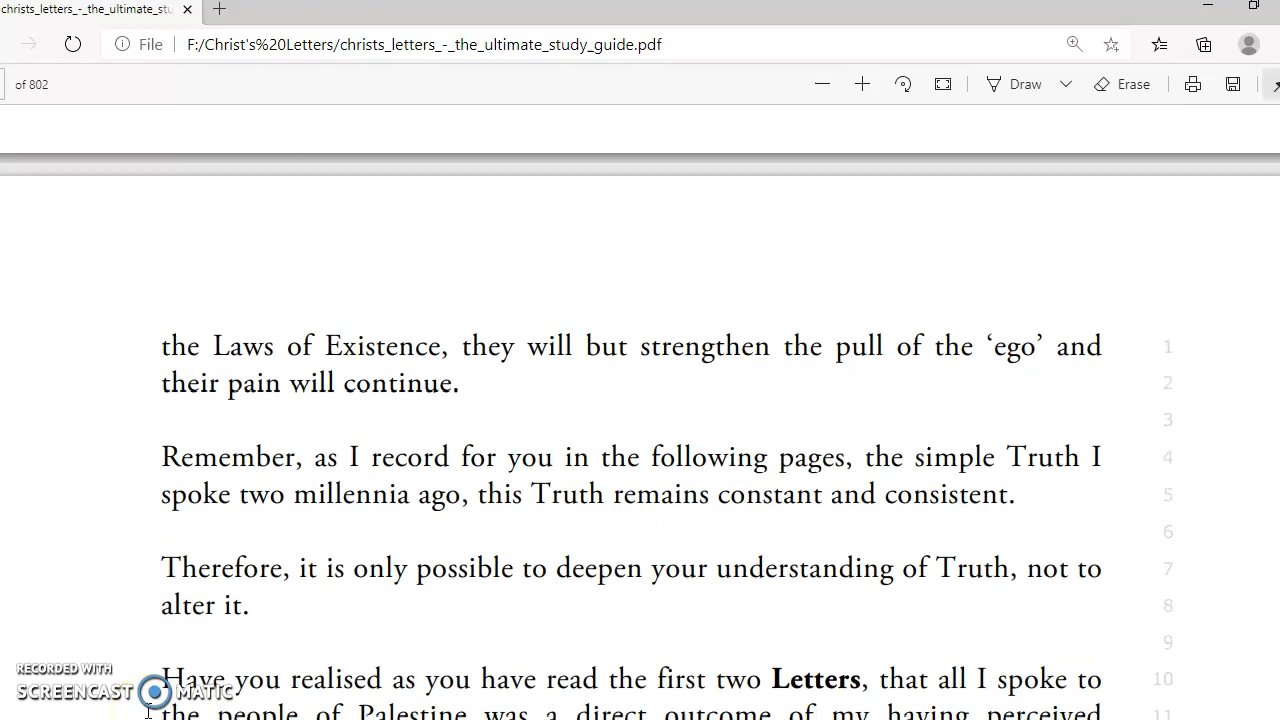 christs_letters_-_the_ultimate_stu
File F:/Christ's%20Letters/christs_letters_-_the_ultimate_study_guide.pdf
of 802 Draw Erase
the Laws of Existence, they will but strengthen the pull of the ‘ego’ and 1
their pain will continue. 2
3
Remember, as I record for you in the following pages, the simple Truth I 4
spoke two millennia ago, this Truth remains constant and consistent. 5
6
Therefore, it is only possible to deepen your understanding of Truth, not to 7
alter it. 8
9
RECORDED WITH
SCREENCAST MATIC
Have you realised as you have read the first two Letters, that all I spoke to 10
the people of Palestine was a direct outcome of my having perceived 11